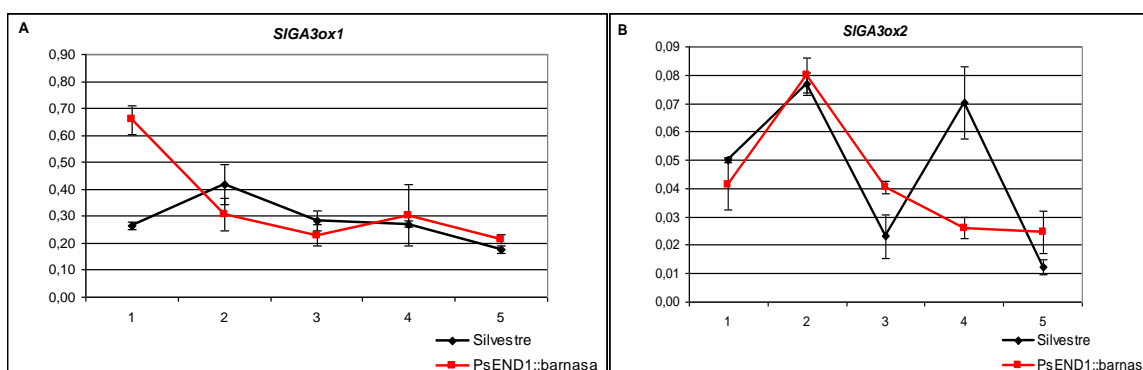 A
SlGA3ox1
0,90
0,80
0,70
0,60
0,50
0,40
0,30
0,20
0,10
0,00
1 2 3 4 5
Silvestre
PsEND1::barnasa
B
SlGA3ox2
0,09
0,08
0,07
0,06
0,05
0,04
0,03
0,02
0,01
0,00
1 2 3 4 5
Silvestre
PsEND1::barnasa